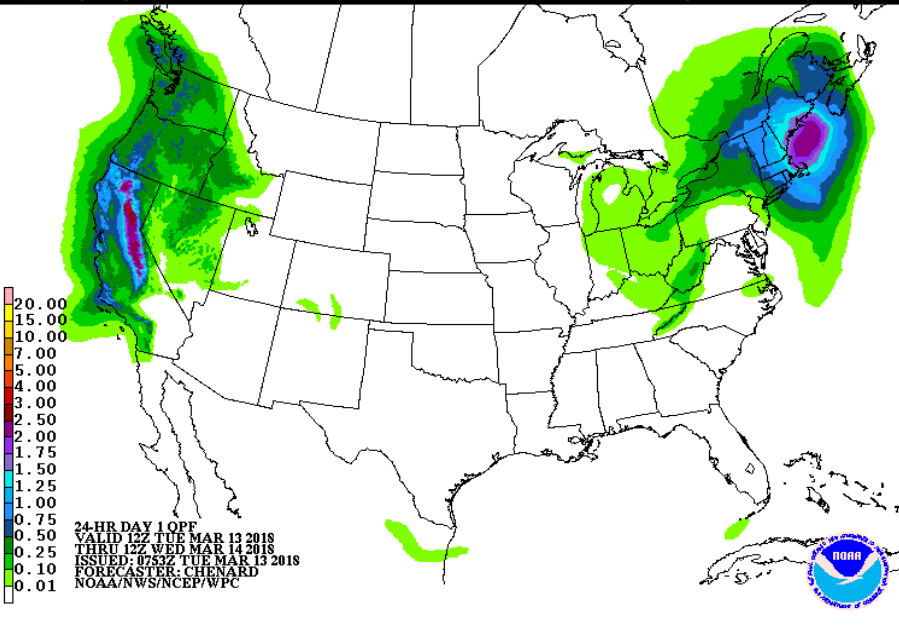 20.00
15.00
10.00
7.00
5.00
4.00
3.00
2.50
2.00
1.75
1.50
1.25
1.00
0.75
0.50
0.25
0.10
0.01
24-HR DAY 1 QPF
VALID 12Z TUE MAR 13 2018
THRU 12Z WED MAR 14 2018
ISSUED: 0753Z TUE MAR 13 2018
FORECASTER: CHENARD
NOAA/NWS/NCEP/WPC
NOAA